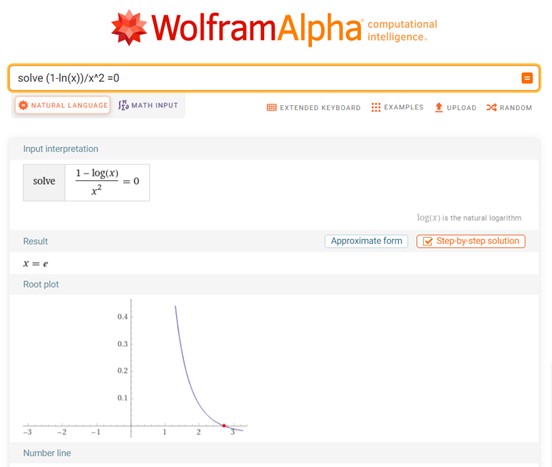 WolframAlpha computational intelligence.
solve (1-ln(x))/x^2 =0
NATURAL LANGUAGE MATH INPUT EXTENDED KEYBOARD EXAMPLES UPLOAD RANDOM
Input interpretation
solve 1 - log(x) / x² = 0
log(x) is the natural logarithm
Result Approximate form Step-by-step solution
x = e
Root plot
0.4
0.3
0.2
0.1
-3 -2 -1 1 2 3
Number line